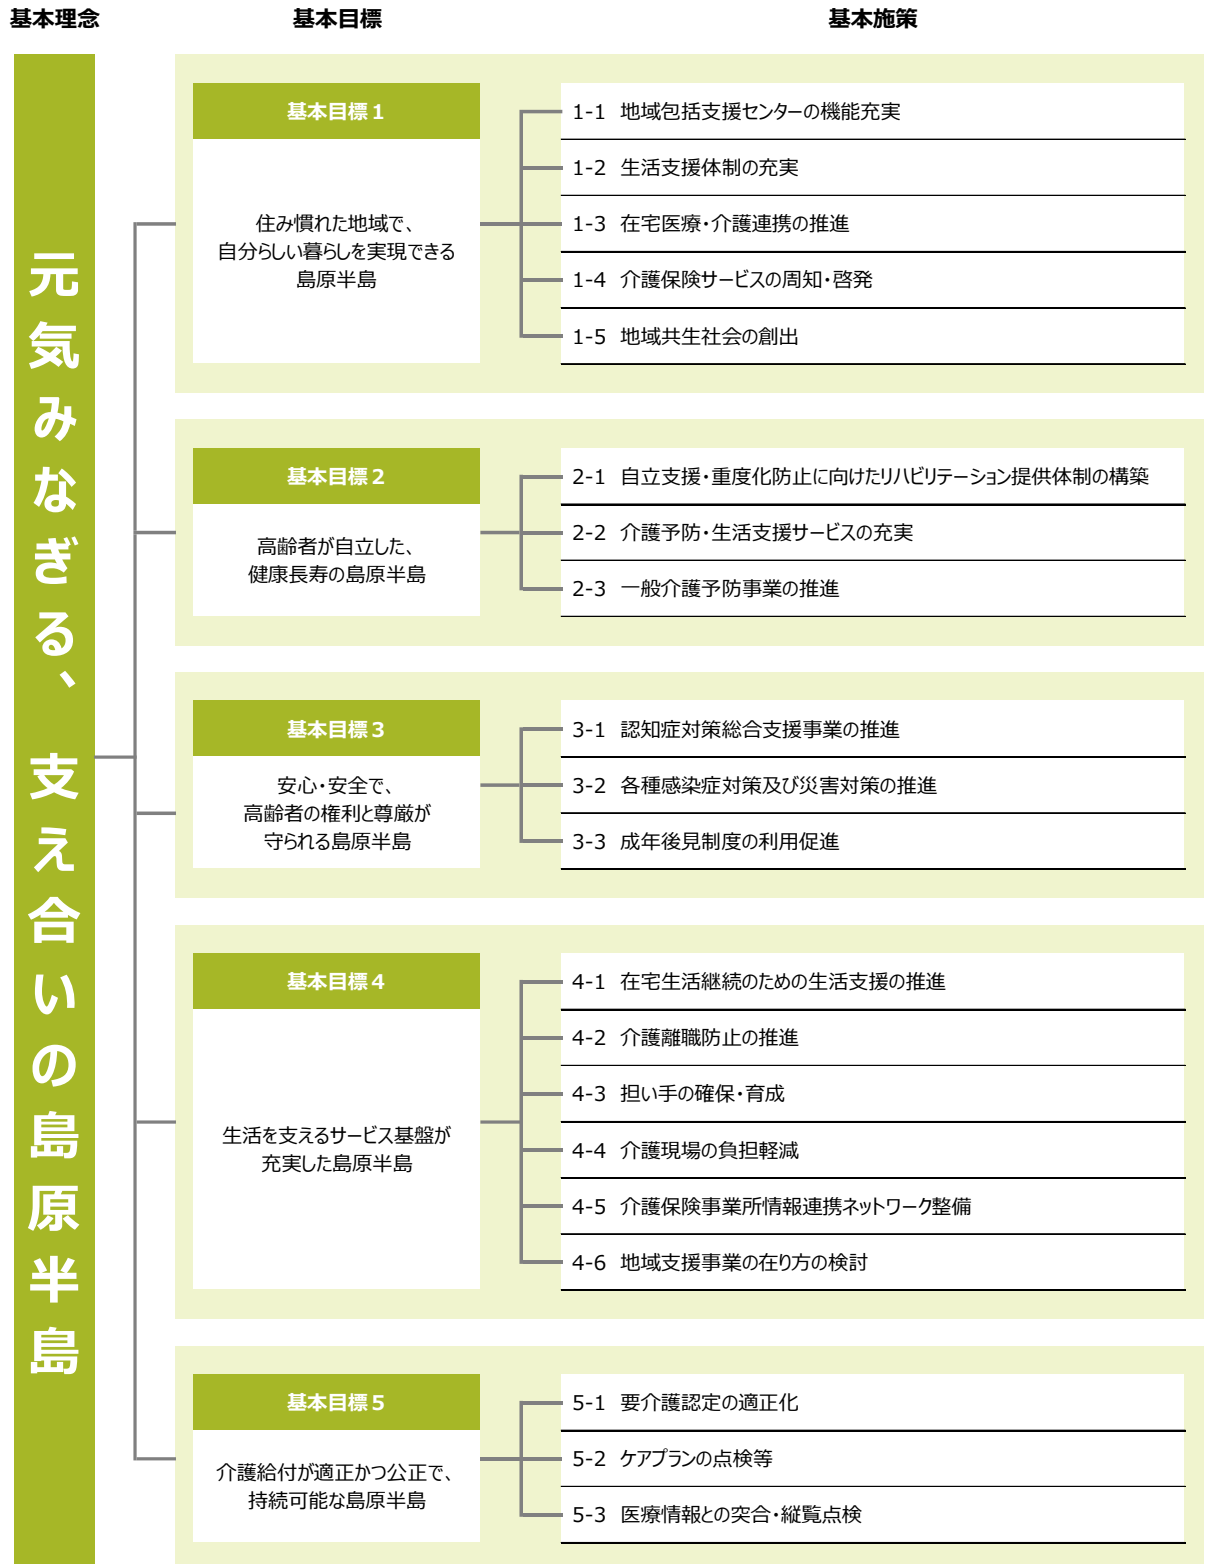 基本理念
基本目標
基本施策
元気みなぎる、支え合いの島原半島
基本目標1
住み慣れた地域で、
自分らしい暮らしを実現できる
島原半島
1-1 地域包括支援センターの機能充実
1-2 生活支援体制の充実
1-3 在宅医療・介護連携の推進
1-4 介護保険サービスの周知・啓発
1-5 地域共生社会の創出
基本目標2
高齢者が自立した、
健康長寿の島原半島
2-1 自立支援・重度化防止に向けたリハビリテーション提供体制の構築
2-2 介護予防・生活支援サービスの充実
2-3 一般介護予防事業の推進
基本目標3
安心・安全で、
高齢者の権利と尊厳が
守られる島原半島
3-1 認知症対策総合支援事業の推進
3-2 各種感染症対策及び災害対策の推進
3-3 成年後見制度の利用促進
基本目標4
生活を支えるサービス基盤が
充実した島原半島
4-1 在宅生活継続のための生活支援の推進
4-2 介護離職防止の推進
4-3 担い手の確保・育成
4-4 介護現場の負担軽減
4-5 介護保険事業所情報連携ネットワーク整備
4-6 地域支援事業の在り方の検討
基本目標5
介護給付が適正かつ公正で、
持続可能な島原半島
5-1 要介護認定の適正化
5-2 ケアプランの点検等
5-3 医療情報との突合・縦覧点検